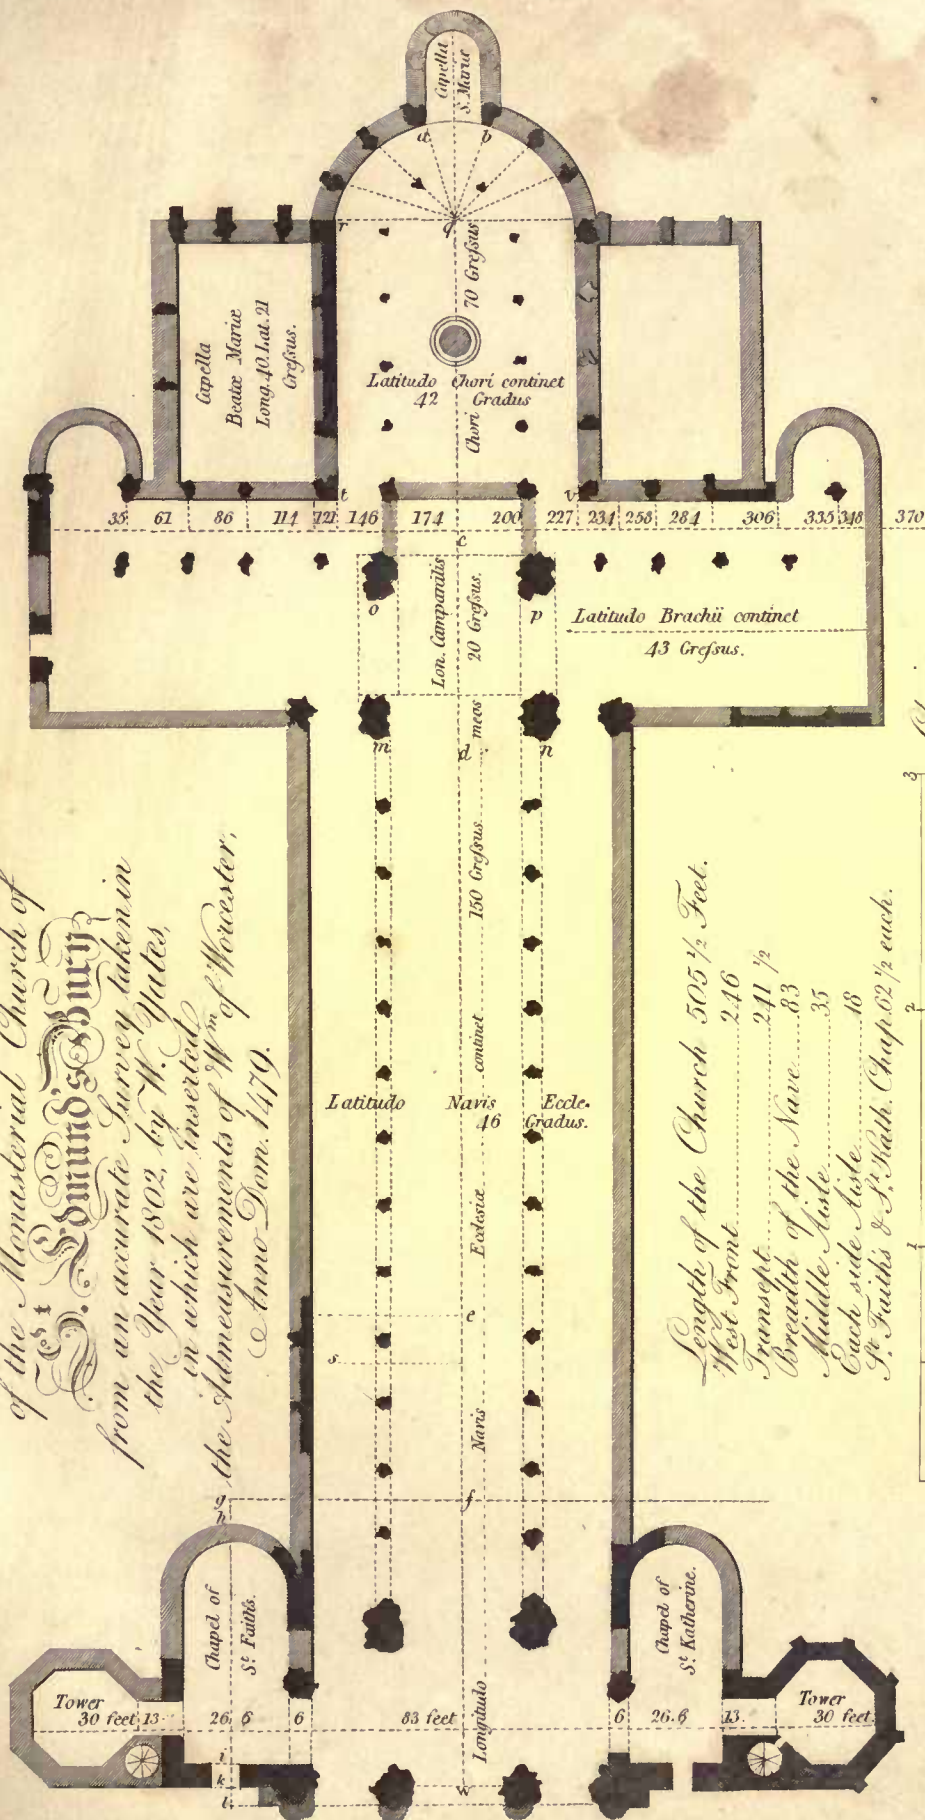 Capella
S. Mariæ
a
b
r
q
70 Greſsus
Chori
Capella
Beatæ Mariæ
Long. 40. Lat. 21
Greſsus.
Latitudo Chori continet
42 Gradus
t
v
35 61 86 114 121 146 174 200 227 234 258 284 306 335 348 370
c
o
p
Lon. Campanilis
20 Greſsus.
Latitudo Brachii continet
43 Greſsus.
m
d
n
Longitudo Navis Ecclesiæ continet 150 Greſsus
Latitudo Navis Eccle.
46 Gradus.
e
s
of the Monasterial Church of
St. Edmund's Bury
from an accurate Survey taken in
the Year 1802, by W. Yates,
in which are inserted
the Admeasurements of Wm of Worcester,
Anno Dom. 1479.
Length of the Church 505 1/2 Feet.
West Front 246
Transept 241 1/2
Breadth of the Nave 83
Middle Aisle 35
Each side Aisle 18
St Faiths & St Kath. Chap. 62 1/2 each.
3
2
1
g
h
f
Chapel of
St. Faiths.
Chapel of
St. Katherine.
Tower
30 feet 13 26. 6 6 83 feet 6 26. 6 13. 30 feet.
Tower
i
k
l
w